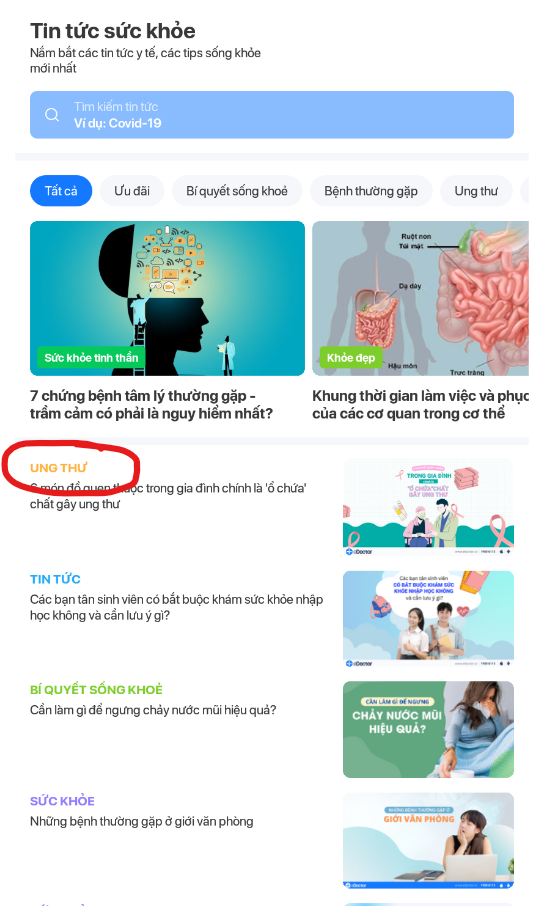 Tin tức sức khỏe
Nắm bắt các tin tức y tế, các tips sống khỏe
mới nhất
Tìm kiếm tin tức
Ví dụ: Covid-19
Tất cả
Ưu đãi
Bí quyết sống khoẻ
Bệnh thường gặp
Ung thư
Sức khỏe tinh thần
Ruột non
Túi mật
Dạ dày
Hậu môn
Trực tràng
Khỏe đẹp
7 chứng bệnh tâm lý thường gặp -
trầm cảm có phải là nguy hiểm nhất?
Khung thời gian làm việc và phục
của các cơ quan trong cơ thể
UNG THƯ
6 món đồ quen thuộc trong gia đình chính là 'ổ chứa'
chất gây ung thư
TRONG GIA ĐÌNH
"Ổ CHỨA" CHẤT
GÂY UNG THƯ
eDoctor
TIN TỨC
Các bạn tân sinh viên có bắt buộc khám sức khỏe nhập
học không và cần lưu ý gì?
Các bạn tân sinh viên
CÓ BẮT BUỘC KHÁM SỨC
KHỎE NHẬP HỌC KHÔNG
và cần lưu ý gì?
eDoctor
BÍ QUYẾT SỐNG KHOẺ
Cần làm gì để ngưng chảy nước mũi hiệu quả?
CẦN LÀM GÌ ĐỂ NGƯNG
CHẢY NƯỚC MŨI
HIỆU QUẢ?
SỨC KHỎE
Những bệnh thường gặp ở giới văn phòng
NHỮNG BỆNH THƯỜNG GẶP Ở
GIỚI VĂN PHÒNG
eDoctor